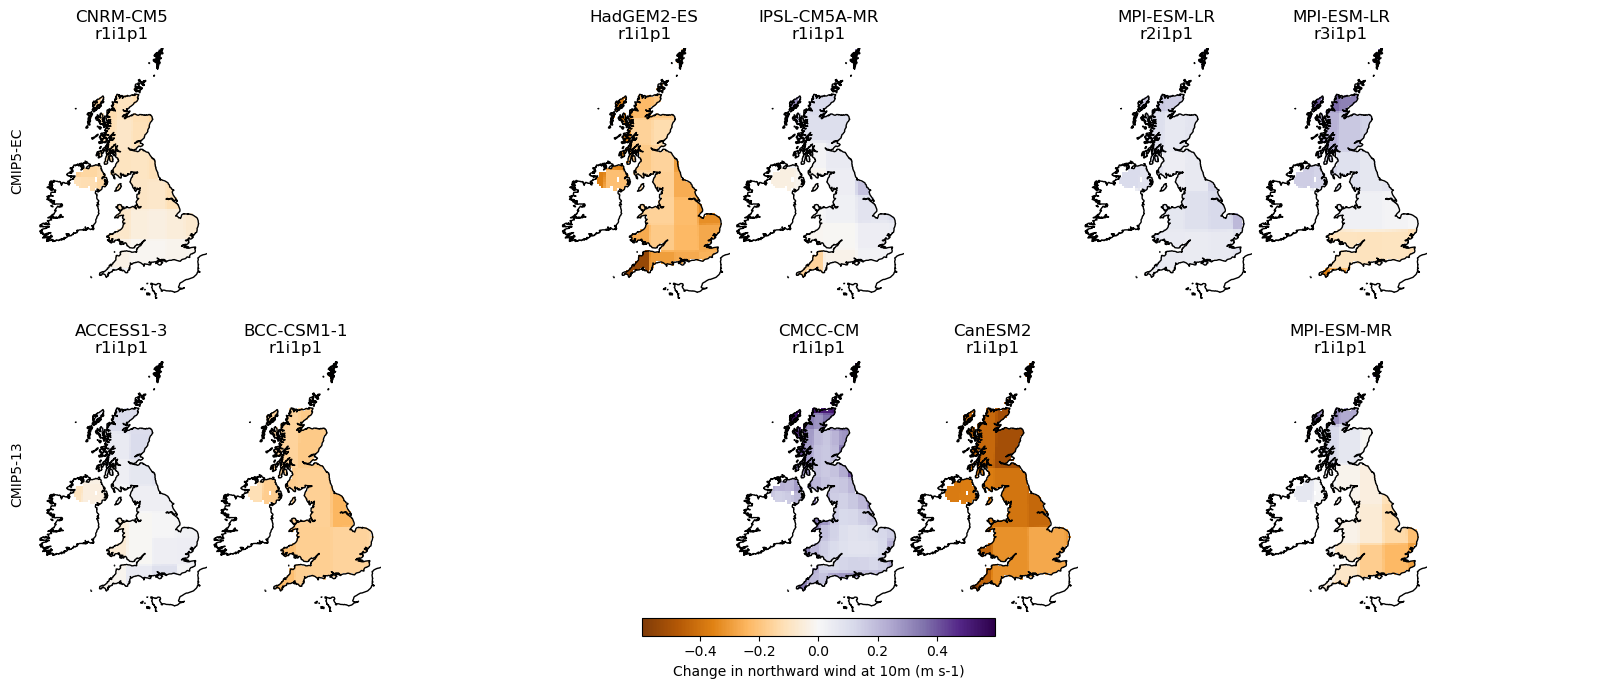 CNRM-CM5
r1i1p1
HadGEM2-ES
r1i1p1
IPSL-CM5A-MR
r1i1p1
MPI-ESM-LR
r2i1p1
MPI-ESM-LR
r3i1p1
CMIP5-EC
ACCESS1-3
r1i1p1
BCC-CSM1-1
r1i1p1
CMCC-CM
r1i1p1
CanESM2
r1i1p1
MPI-ESM-MR
r1i1p1
CMIP5-13
−0.4 −0.2 0.0 0.2 0.4
Change in northward wind at 10m (m s-1)